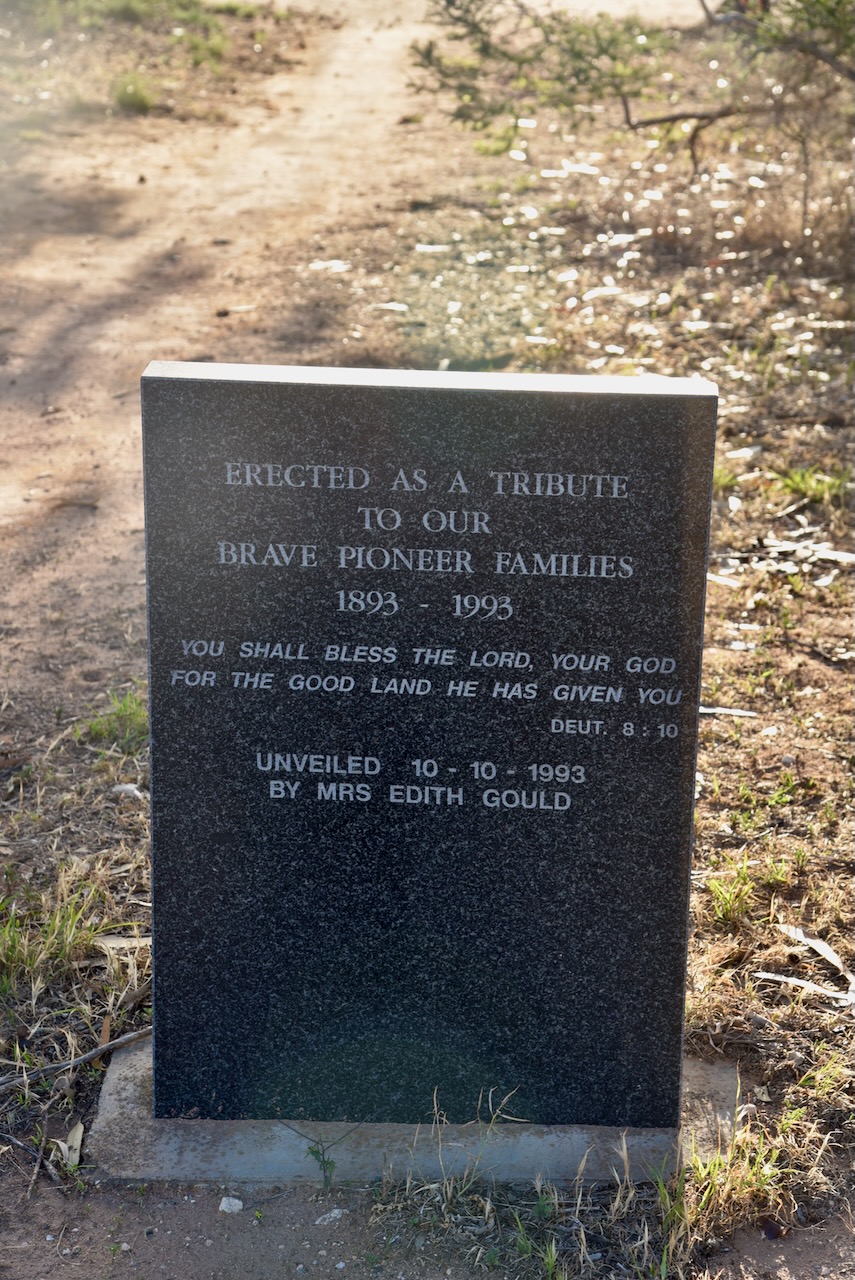 ERECTED AS A TRIBUTE
TO OUR
BRAVE PIONEER FAMILIES
1893 - 1993
YOU SHALL BLESS THE LORD, YOUR GOD
FOR THE GOOD LAND HE HAS GIVEN YOU
DEUT. 8 : 10
UNVEILED 10 - 10 - 1993
BY MRS EDITH GOULD